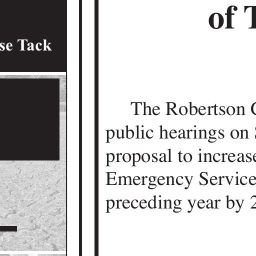 of T
se Tack
The Robertson C
public hearings on S
proposal to increase
Emergency Service
preceding year by 2